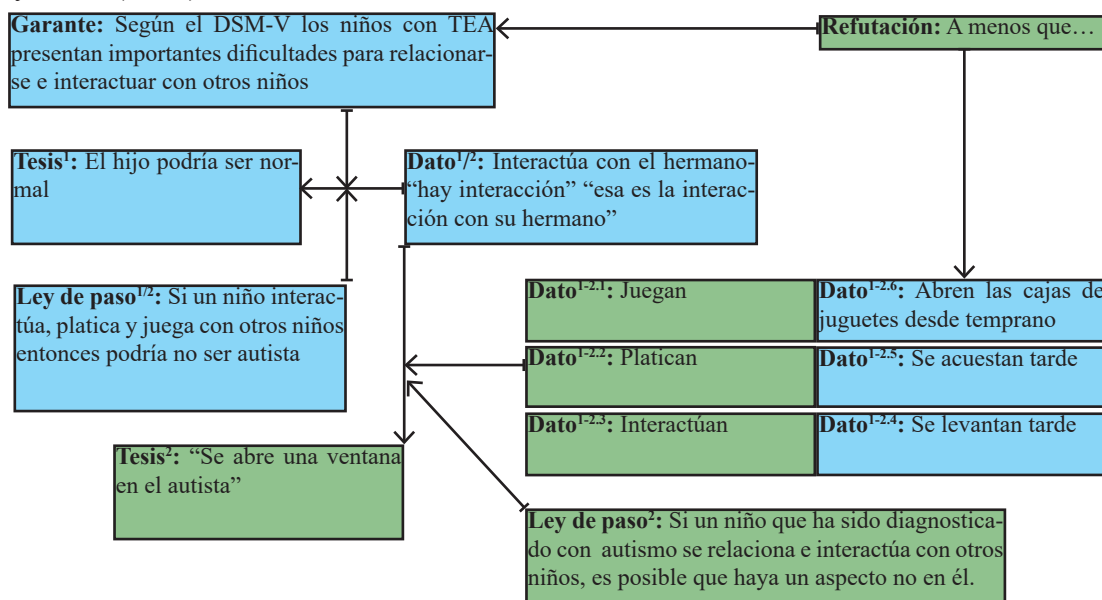 Garante: Según el DSM-V los niños con TEA
presentan importantes dificultades para relacionar-
se e interactuar con otros niños
Refutación: A menos que…
Tesis¹: El hijo podría ser nor-
mal
Dato¹/²: Interactúa con el hermano-
“hay interacción” “esa es la interac-
ción con su hermano”
Ley de paso¹/²: Si un niño interac-
túa, platica y juega con otros niños
entonces podría no ser autista
Dato¹⁻²·¹: Juegan
Dato¹⁻²·⁶: Abren las cajas de
juguetes desde temprano
Dato¹⁻²·²: Platican
Dato¹⁻²·⁵: Se acuestan tarde
Dato¹⁻²·³: Interactúan
Dato¹⁻²·⁴: Se levantan tarde
Tesis²: “Se abre una ventana
en el autista”
Ley de paso²: Si un niño que ha sido diagnostica-
do con autismo se relaciona e interactúa con otros
niños, es posible que haya un aspecto no en él.